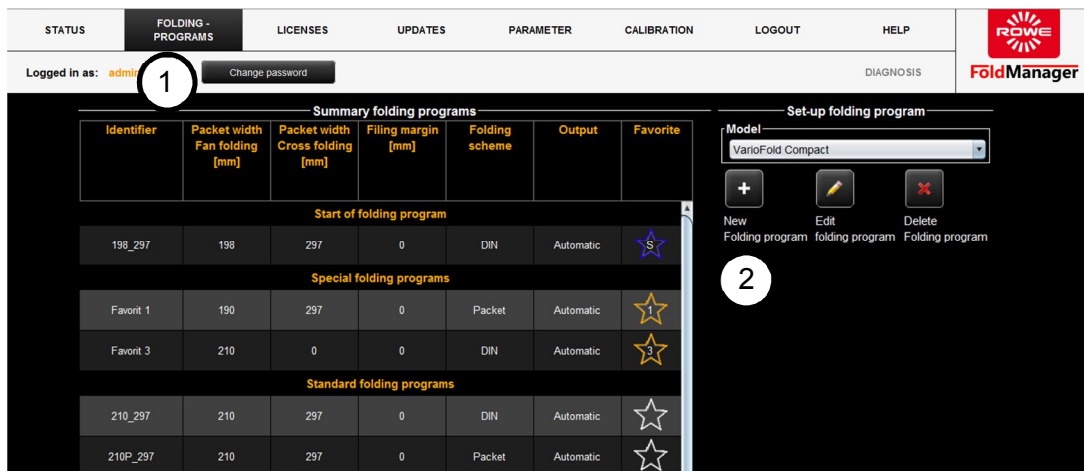 STATUS
FOLDING -
PROGRAMS
LICENSES
UPDATES
PARAMETER
CALIBRATION
LOGOUT
HELP
ROWE
FoldManager
Logged in as: admin
1
Change password
DIAGNOSIS
Summary folding programs
Identifier
Packet width
Fan folding
[mm]
Packet width
Cross folding
[mm]
Filing margin
[mm]
Folding
scheme
Output
Favorite
Start of folding program
198_297 198 297 0 DIN Automatic S
Special folding programs
Favorit 1 190 297 0 Packet Automatic 1
Favorit 3 210 0 0 DIN Automatic 3
Standard folding programs
210_297 210 297 0 DIN Automatic
210P_297 210 297 0 Packet Automatic
Set-up folding program
Model
VarioFold Compact
New
Folding program
Edit
folding program
Delete
Folding program
2